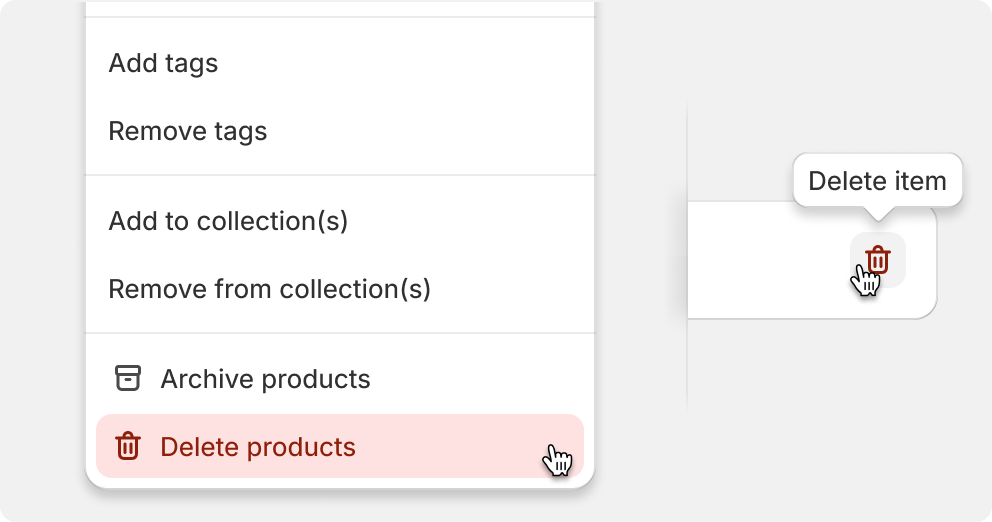 Add tags
Remove tags
Add to collection(s)
Remove from collection(s)
Archive products
Delete products
Delete item